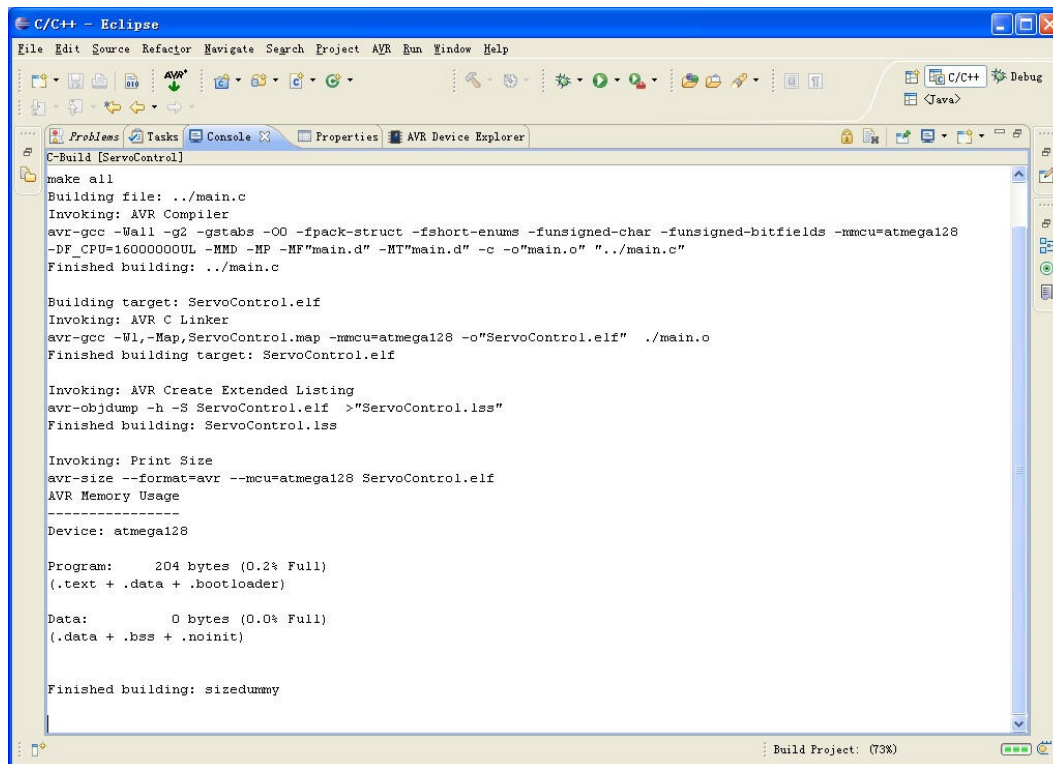 C/C++ - Eclipse
File Edit Source Refactor Navigate Search Project AVR Run Window Help
AVR
C/C++ Debug
<Java>
Problems Tasks Console Properties AVR Device Explorer
C-Build [ServoControl]
make all
Building file: ../main.c
Invoking: AVR Compiler
avr-gcc -Wall -g2 -gstabs -O0 -fpack-struct -fshort-enums -funsigned-char -funsigned-bitfields -mmcu=atmega128
-DF_CPU=16000000UL -MMD -MP -MF"main.d" -MT"main.d" -c -o"main.o" "../main.c"
Finished building: ../main.c
Building target: ServoControl.elf
Invoking: AVR C Linker
avr-gcc -Wl,-Map,ServoControl.map -mmcu=atmega128 -o"ServoControl.elf"  ./main.o
Finished building target: ServoControl.elf
Invoking: AVR Create Extended Listing
avr-objdump -h -S ServoControl.elf  >"ServoControl.lss"
Finished building: ServoControl.lss
Invoking: Print Size
avr-size --format=avr --mcu=atmega128 ServoControl.elf
AVR Memory Usage
----------------
Device: atmega128
Program:     204 bytes (0.2% Full)
(.text + .data + .bootloader)
Data:          0 bytes (0.0% Full)
(.data + .bss + .noinit)
Finished building: sizedummy
Build Project: (73%)